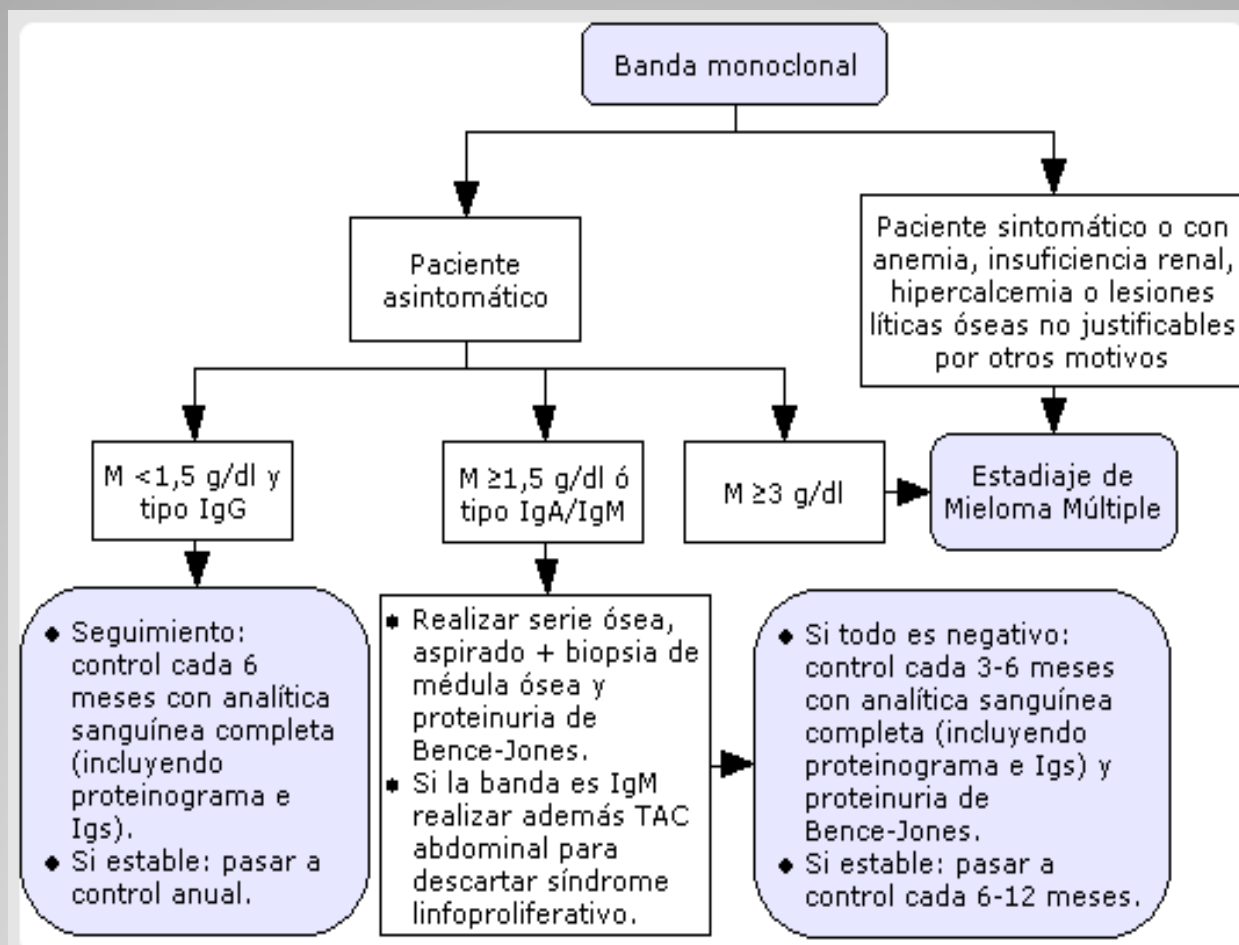 Banda monoclonal
Paciente
asintomático
Paciente sintomático o con
anemia, insuficiencia renal,
hipercalcemia o lesiones
líticas óseas no justificables
por otros motivos
M <1,5 g/dl y
tipo IgG
M ≥1,5 g/dl ó
tipo IgA/IgM
M ≥3 g/dl
Estadiaje de
Mieloma Múltiple
• Seguimiento:
control cada 6
meses con analítica
sanguínea completa
(incluyendo
proteinograma e
Igs).
• Si estable: pasar a
control anual.
• Realizar serie ósea,
aspirado + biopsia de
médula ósea y
proteinuria de
Bence-Jones.
• Si la banda es IgM
realizar además TAC
abdominal para
descartar síndrome
linfoproliferativo.
• Si todo es negativo:
control cada 3-6 meses
con analítica sanguínea
completa (incluyendo
proteinograma e Igs) y
proteinuria de
Bence-Jones.
• Si estable: pasar a
control cada 6-12 meses.